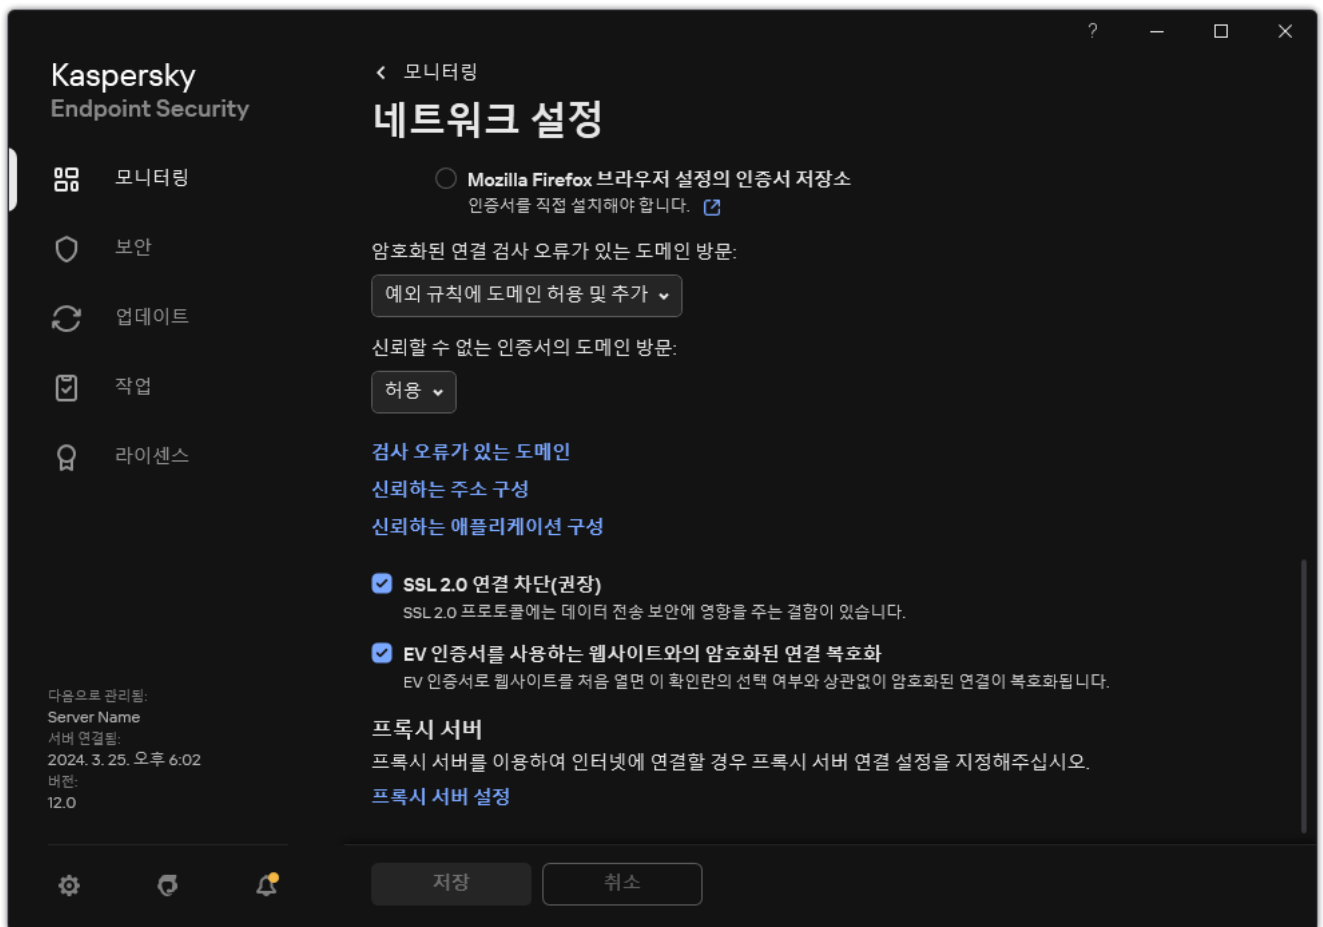 ?
Kaspersky
Endpoint Security
모니터링
보안
업데이트
작업
라이센스
다음으로 관리됨:
Server Name
서버 연결됨:
2024. 3. 25. 오후 6:02
버전:
12.0
모니터링
네트워크 설정
Mozilla Firefox 브라우저 설정의 인증서 저장소
인증서를 직접 설치해야 합니다.
암호화된 연결 검사 오류가 있는 도메인 방문:
예외 규칙에 도메인 허용 및 추가
신뢰할 수 없는 인증서의 도메인 방문:
허용
검사 오류가 있는 도메인
신뢰하는 주소 구성
신뢰하는 애플리케이션 구성
SSL 2.0 연결 차단(권장)
SSL 2.0 프로토콜에는 데이터 전송 보안에 영향을 주는 결함이 있습니다.
EV 인증서를 사용하는 웹사이트와의 암호화된 연결 복호화
EV 인증서로 웹사이트를 처음 열면 이 확인란의 선택 여부와 상관없이 암호화된 연결이 복호화됩니다.
프록시 서버
프록시 서버를 이용하여 인터넷에 연결할 경우 프록시 서버 연결 설정을 지정해주십시오.
프록시 서버 설정
저장
취소